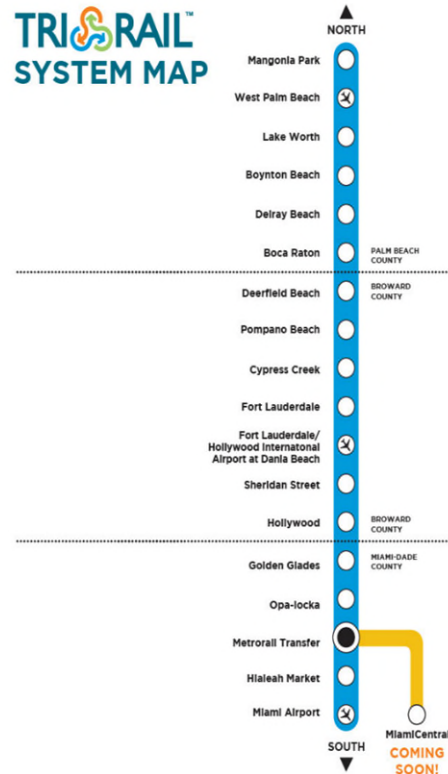 TRI RAIL™
SYSTEM MAP
NORTH
Mangonia Park
West Palm Beach
Lake Worth
Boynton Beach
Delray Beach
Boca Raton
PALM BEACH
COUNTY
Deerfield Beach
BROWARD
COUNTY
Pompano Beach
Cypress Creek
Fort Lauderdale
Fort Lauderdale/
Hollywood Internatonal
Airport at Dania Beach
Sheridan Street
Hollywood
BROWARD
COUNTY
Golden Glades
MIAMI-DADE
COUNTY
Opa-locka
Metrorail Transfer
Hialeah Market
Miami Airport
MiamiCentral
SOUTH
COMING
SOON!